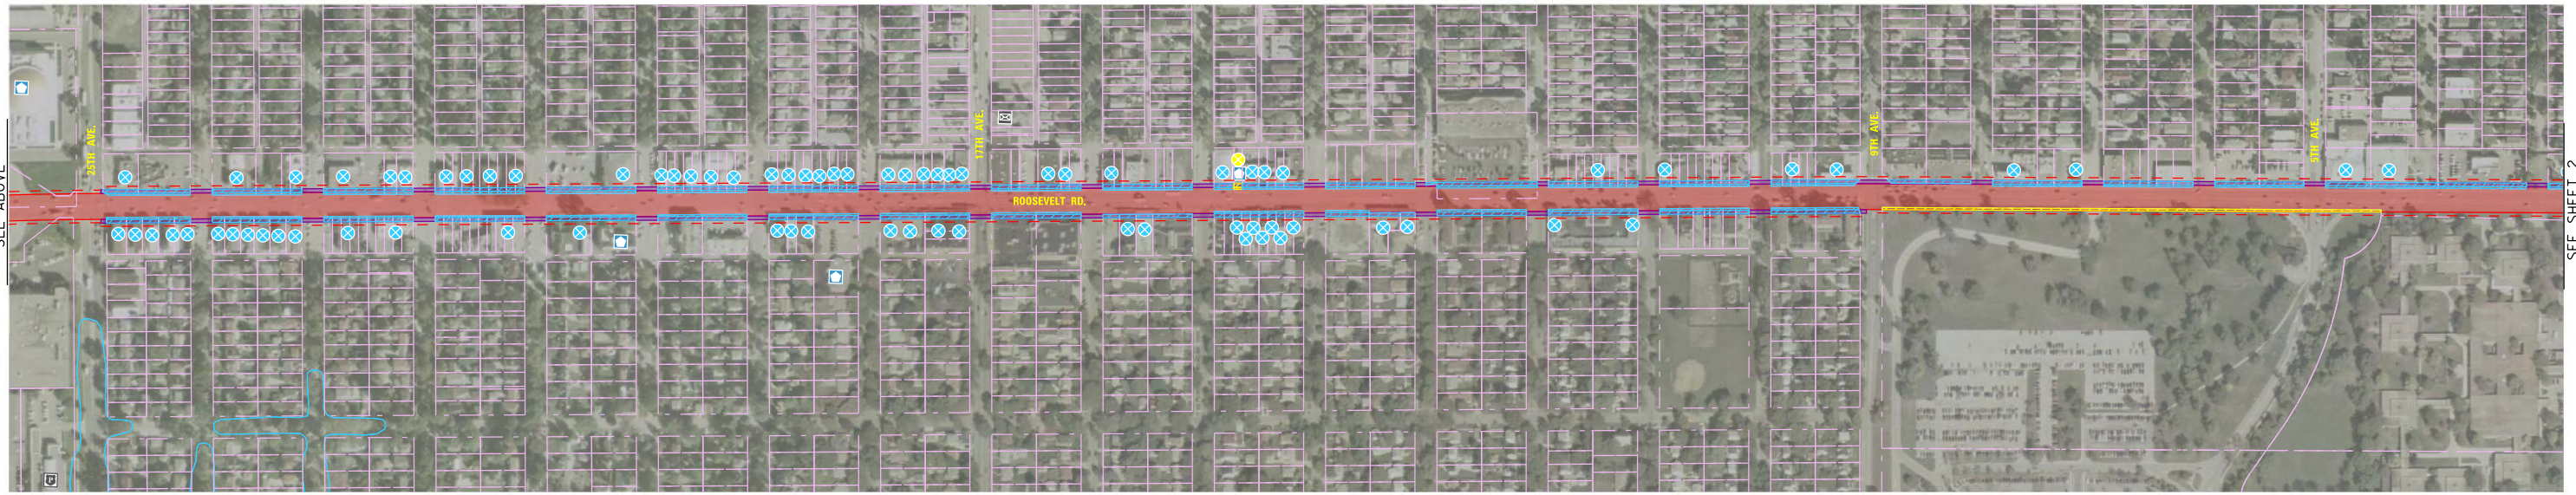 SEE ABOVE
25TH AVE.
17TH AVE.
ROOSEVELT RD.
9TH AVE.
5TH AVE.
SEE SHEET 2